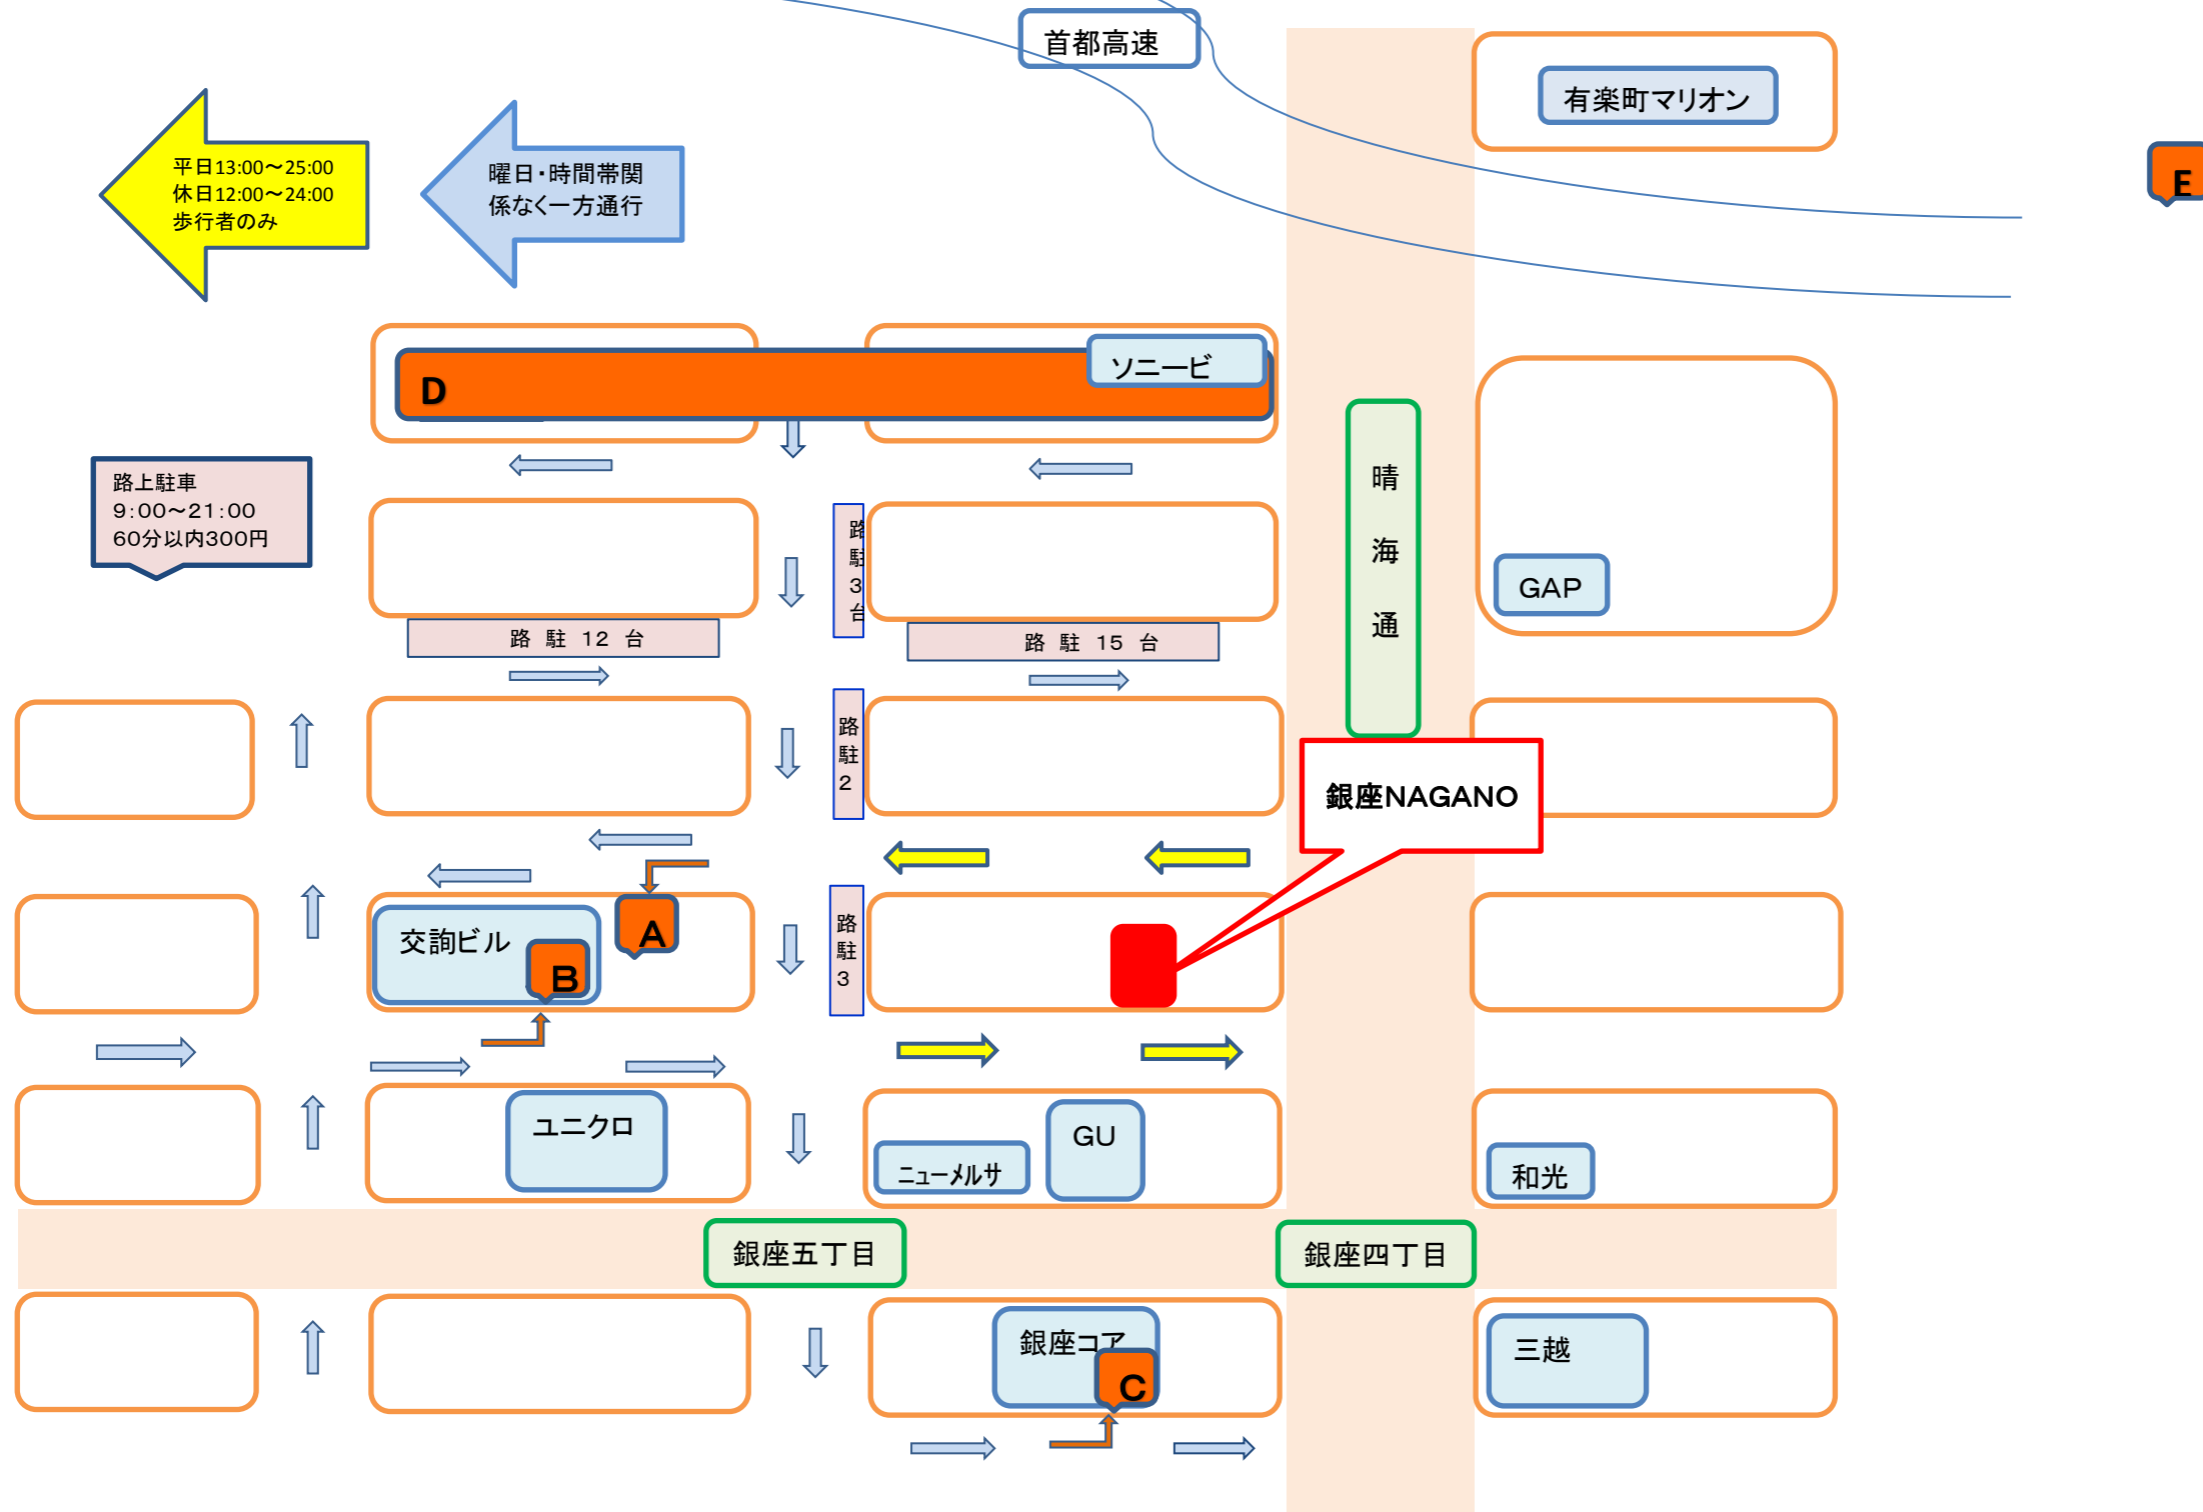 首都高速
有楽町マリオン
平日13:00～25:00
休日12:00～24:00
歩行者のみ
曜日・時間帯関
係なく一方通行
E
ソニービ
D
晴
海
通
路上駐車
9:00～21:00
60分以内300円
路
駐
3
台
GAP
路 駐 12 台
路 駐 15 台
路
駐
2
銀座NAGANO
交詢ビル
A
B
路
駐
3
ユニクロ
ニューメルサ
GU
和光
銀座五丁目
銀座四丁目
銀座コア
C
三越